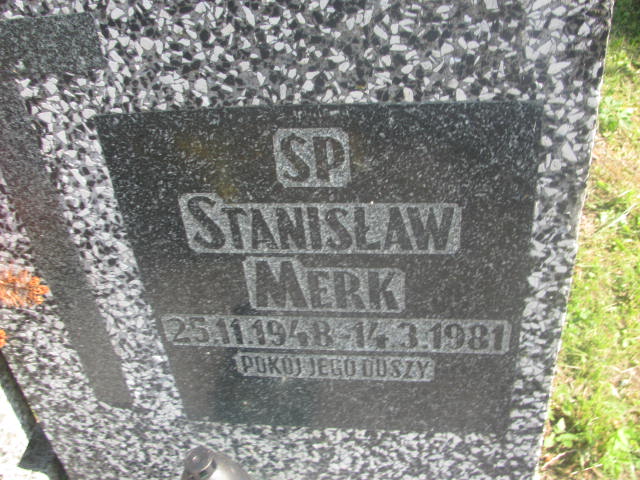 SP
STANISŁAW
MERK
25.11.1948-14.3.1981
POKÓJ JEGO DUSZY